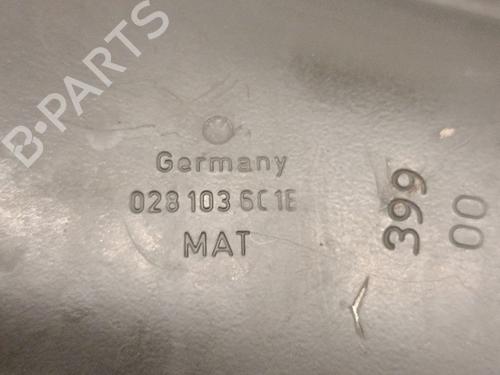 B-PARTS
Germany
028 103 6C1E
MAT
399
00